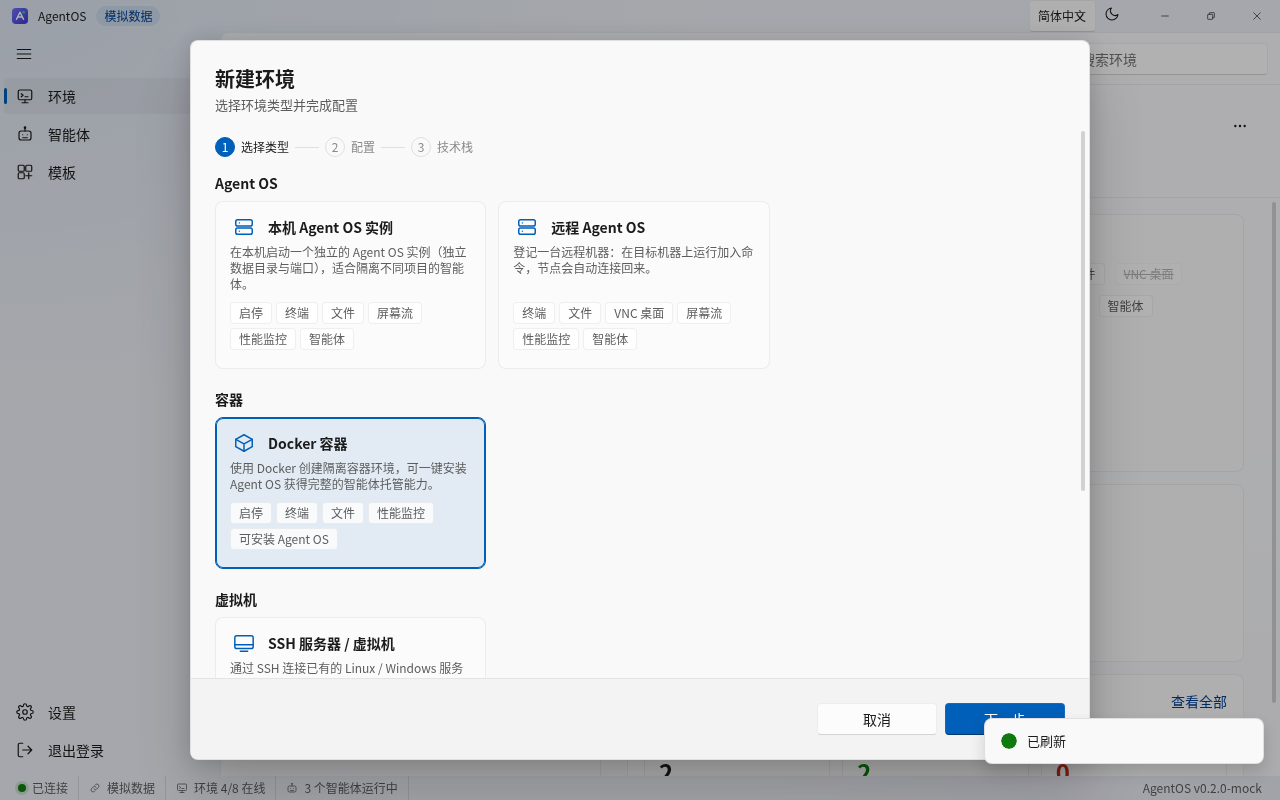 AgentOS
模拟数据
简体中文
环境
智能体
模板
设置
退出登录
搜索环境
VNC 桌面
智能体
查看全部
新建环境
选择环境类型并完成配置
1 选择类型
2 配置
3 技术栈
Agent OS
本机 Agent OS 实例
在本机启动一个独立的 Agent OS 实例（独立
数据目录与端口），适合隔离不同项目的智能
体。
启停 终端 文件 屏幕流
性能监控 智能体
远程 Agent OS
登记一台远程机器：在目标机器上运行加入命
令，节点会自动连接回来。
终端 文件 VNC 桌面 屏幕流
性能监控 智能体
容器
Docker 容器
使用 Docker 创建隔离容器环境，可一键安装
Agent OS 获得完整的智能体托管能力。
启停 终端 文件 性能监控
可安装 Agent OS
虚拟机
SSH 服务器 / 虚拟机
通过 SSH 连接已有的 Linux / Windows 服务
取消
下一步
已刷新
2
2
0
已连接
模拟数据
环境 4/8 在线
3 个智能体运行中
AgentOS v0.2.0-mock